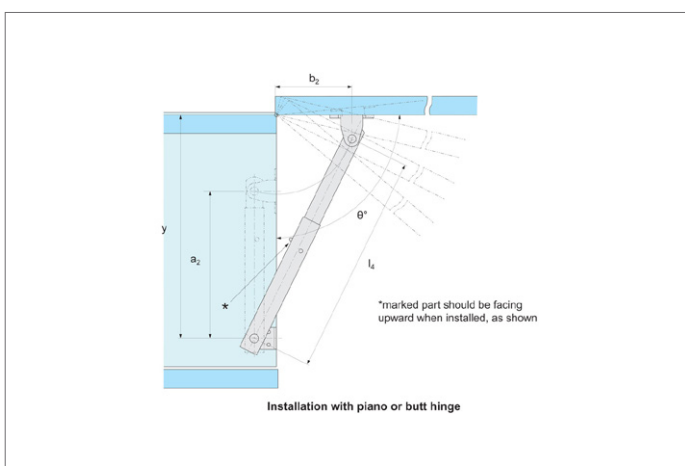 b₂
y
a₂
θ°
l₄
*
*marked part should be facing
upward when installed, as shown
Installation with piano or butt hinge